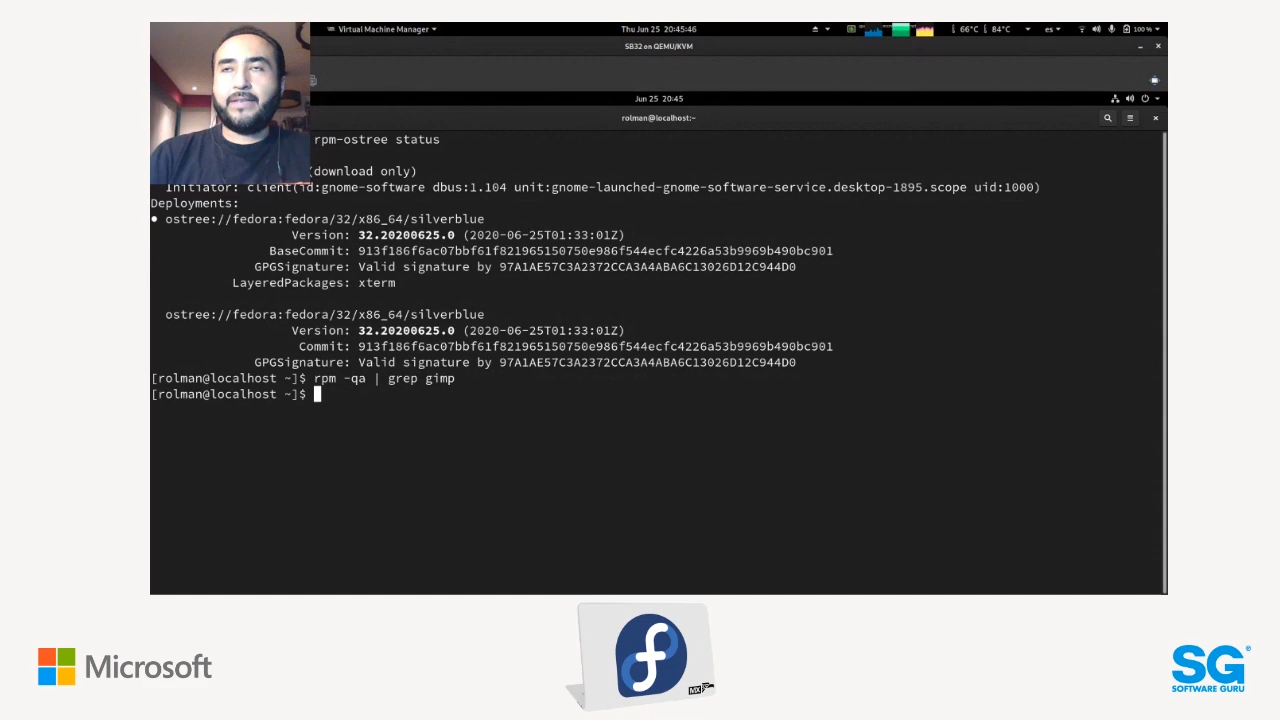 Virtual Machine Manager
Thu Jun 25 20:45:46
66°C
84°C
es
100 %
SB32 on QEMU/KVM
Jun 25 20:45
rolman@localhost:~
rpm-ostree status
(download only)
Initiator: client(id:gnome-software dbus:1.104 unit:gnome-launched-gnome-software-service.desktop-1895.scope uid:1000)
Deployments:
● ostree://fedora:fedora/32/x86_64/silverblue
Version: 32.20200625.0 (2020-06-25T01:33:01Z)
BaseCommit: 913f186f6ac07bbf61f821965150750e986f544ecfc4226a53b9969b490bc901
GPGSignature: Valid signature by 97A1AE57C3A2372CCA3A4ABA6C13026D12C944D0
LayeredPackages: xterm
ostree://fedora:fedora/32/x86_64/silverblue
Version: 32.20200625.0 (2020-06-25T01:33:01Z)
Commit: 913f186f6ac07bbf61f821965150750e986f544ecfc4226a53b9969b490bc901
GPGSignature: Valid signature by 97A1AE57C3A2372CCA3A4ABA6C13026D12C944D0
[rolman@localhost ~]$ rpm -qa | grep gimp
[rolman@localhost ~]$
Microsoft
MX
SG
SOFTWARE GURU